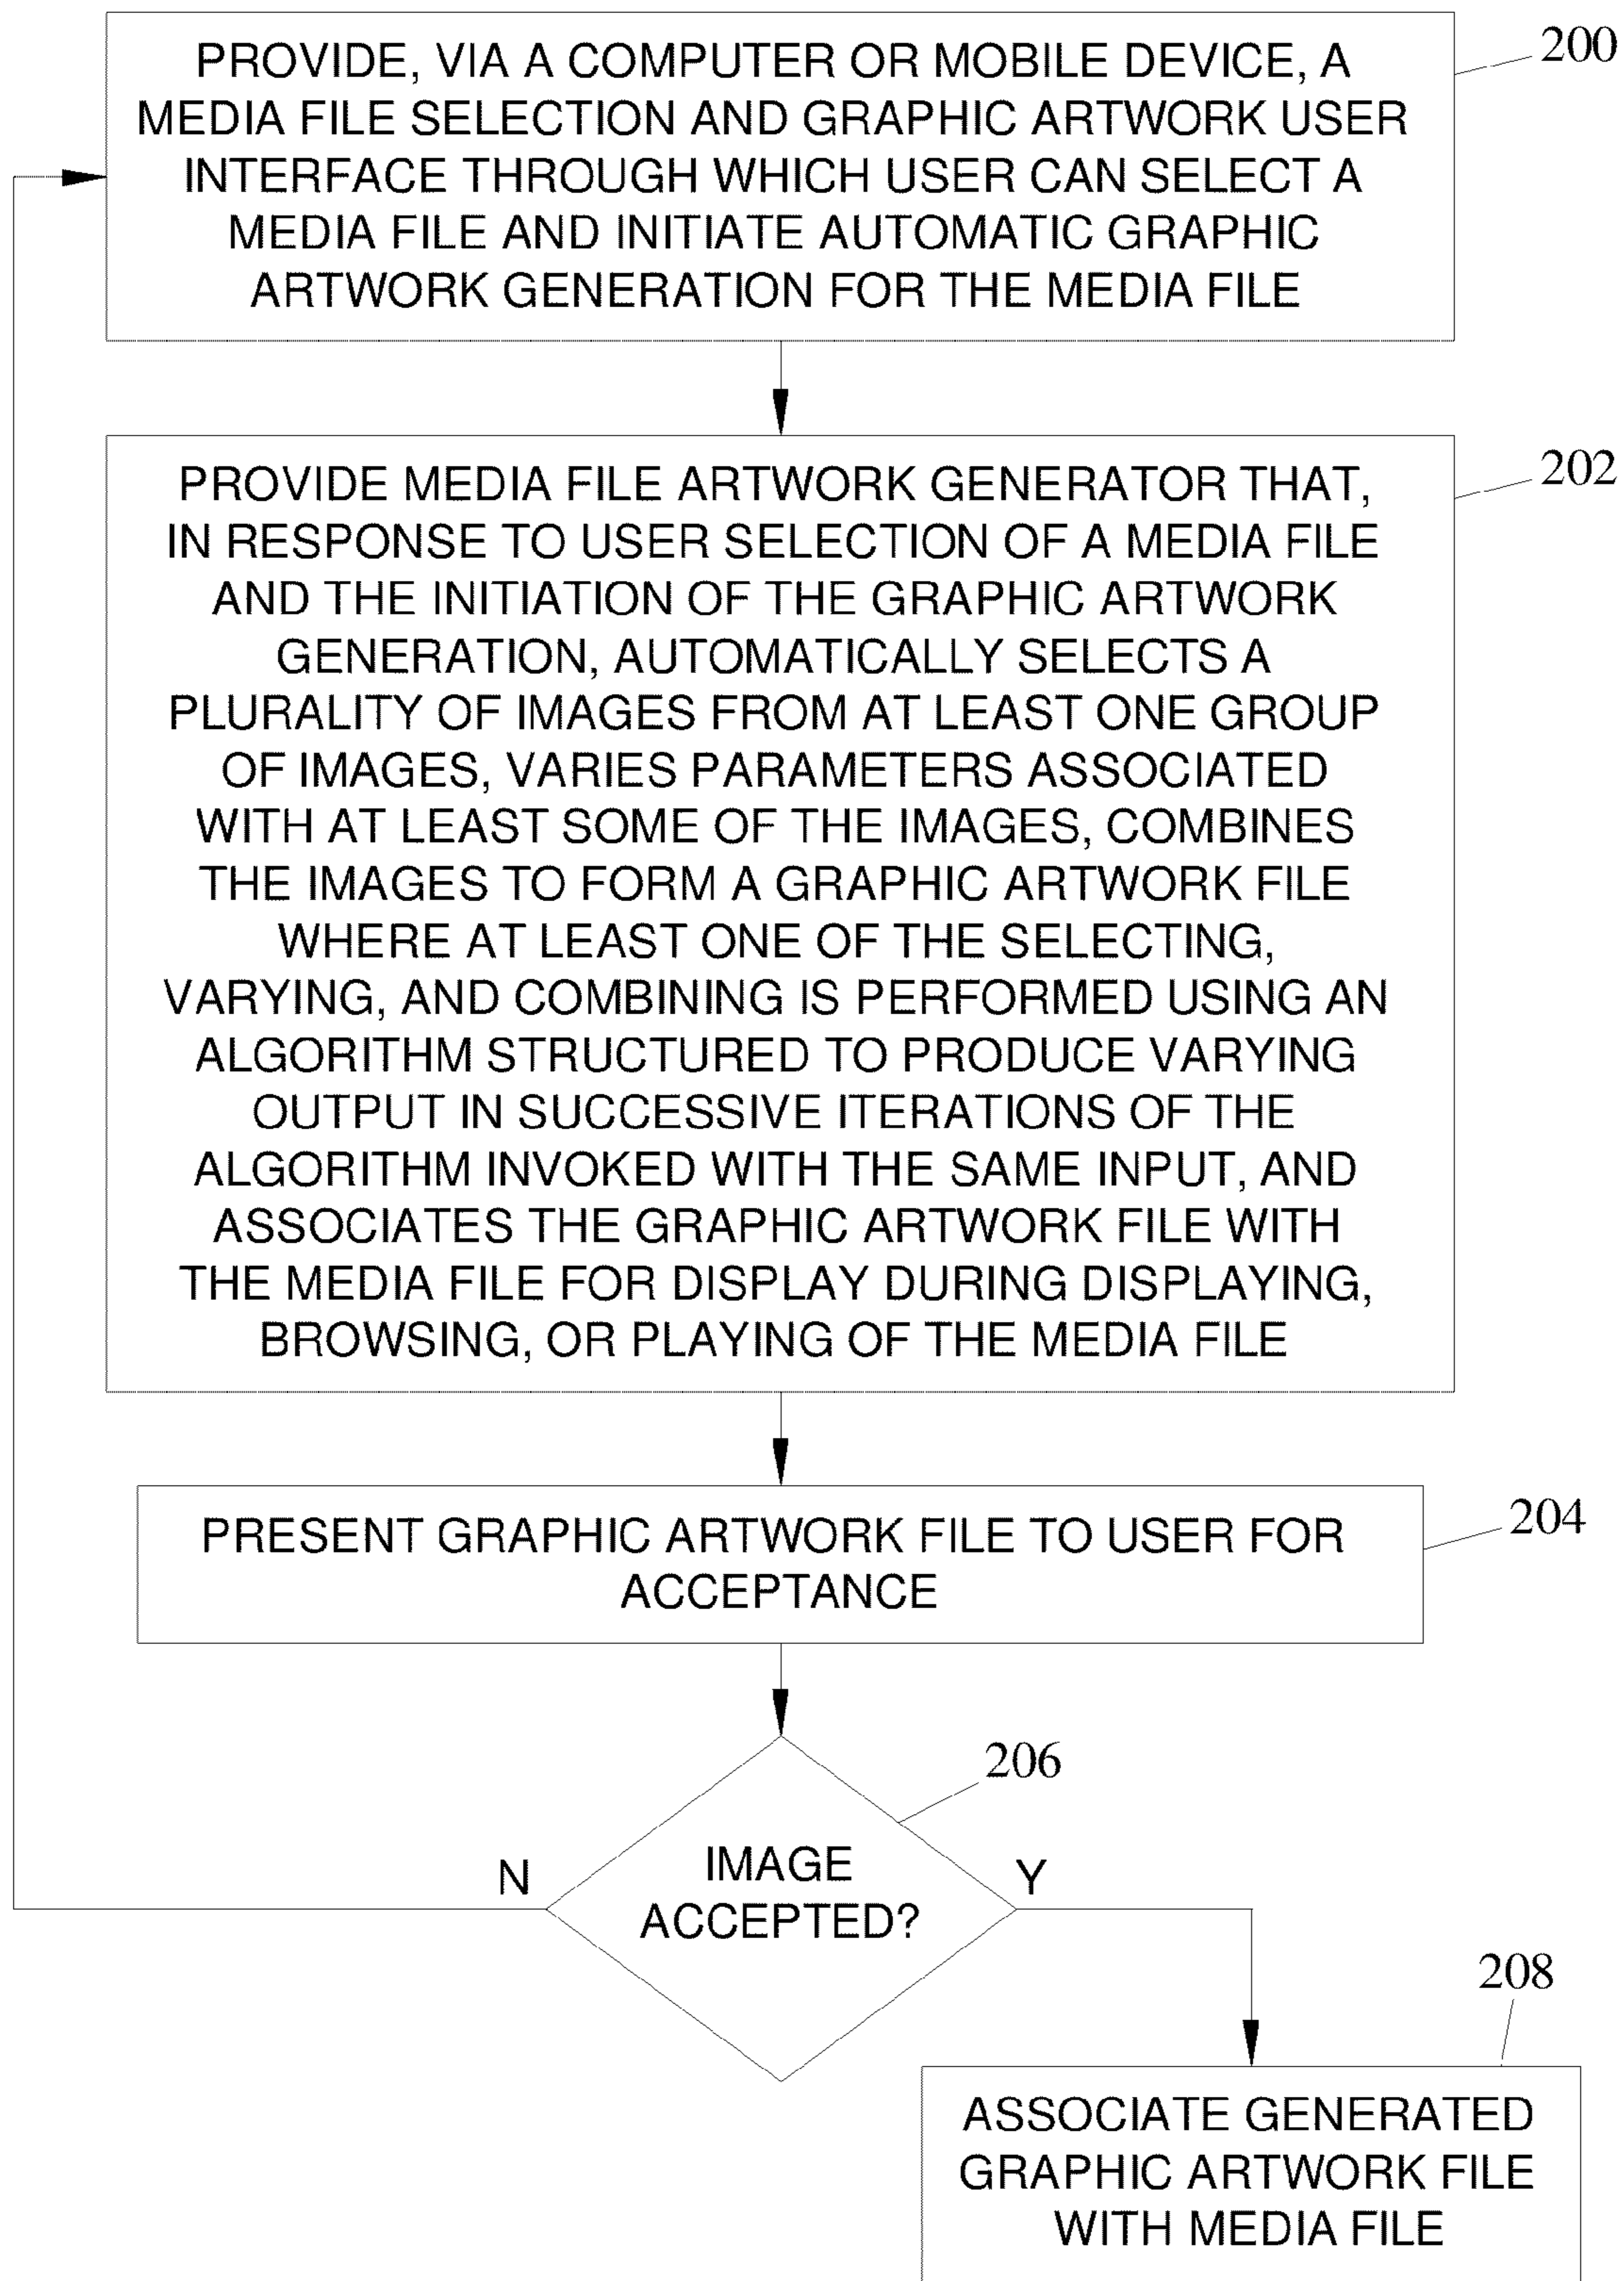 PROVIDE, VIA A COMPUTER OR MOBILE DEVICE, A
MEDIA FILE SELECTION AND GRAPHIC ARTWORK USER
INTERFACE THROUGH WHICH USER CAN SELECT A
MEDIA FILE AND INITIATE AUTOMATIC GRAPHIC
ARTWORK GENERATION FOR THE MEDIA FILE
200
PROVIDE MEDIA FILE ARTWORK GENERATOR THAT,
IN RESPONSE TO USER SELECTION OF A MEDIA FILE
AND THE INITIATION OF THE GRAPHIC ARTWORK
GENERATION, AUTOMATICALLY SELECTS A
PLURALITY OF IMAGES FROM AT LEAST ONE GROUP
OF IMAGES, VARIES PARAMETERS ASSOCIATED
WITH AT LEAST SOME OF THE IMAGES, COMBINES
THE IMAGES TO FORM A GRAPHIC ARTWORK FILE
WHERE AT LEAST ONE OF THE SELECTING,
VARYING, AND COMBINING IS PERFORMED USING AN
ALGORITHM STRUCTURED TO PRODUCE VARYING
OUTPUT IN SUCCESSIVE ITERATIONS OF THE
ALGORITHM INVOKED WITH THE SAME INPUT, AND
ASSOCIATES THE GRAPHIC ARTWORK FILE WITH
THE MEDIA FILE FOR DISPLAY DURING DISPLAYING,
BROWSING, OR PLAYING OF THE MEDIA FILE
202
PRESENT GRAPHIC ARTWORK FILE TO USER FOR
ACCEPTANCE
204
206
N
IMAGE
ACCEPTED?
Y
208
ASSOCIATE GENERATED
GRAPHIC ARTWORK FILE
WITH MEDIA FILE